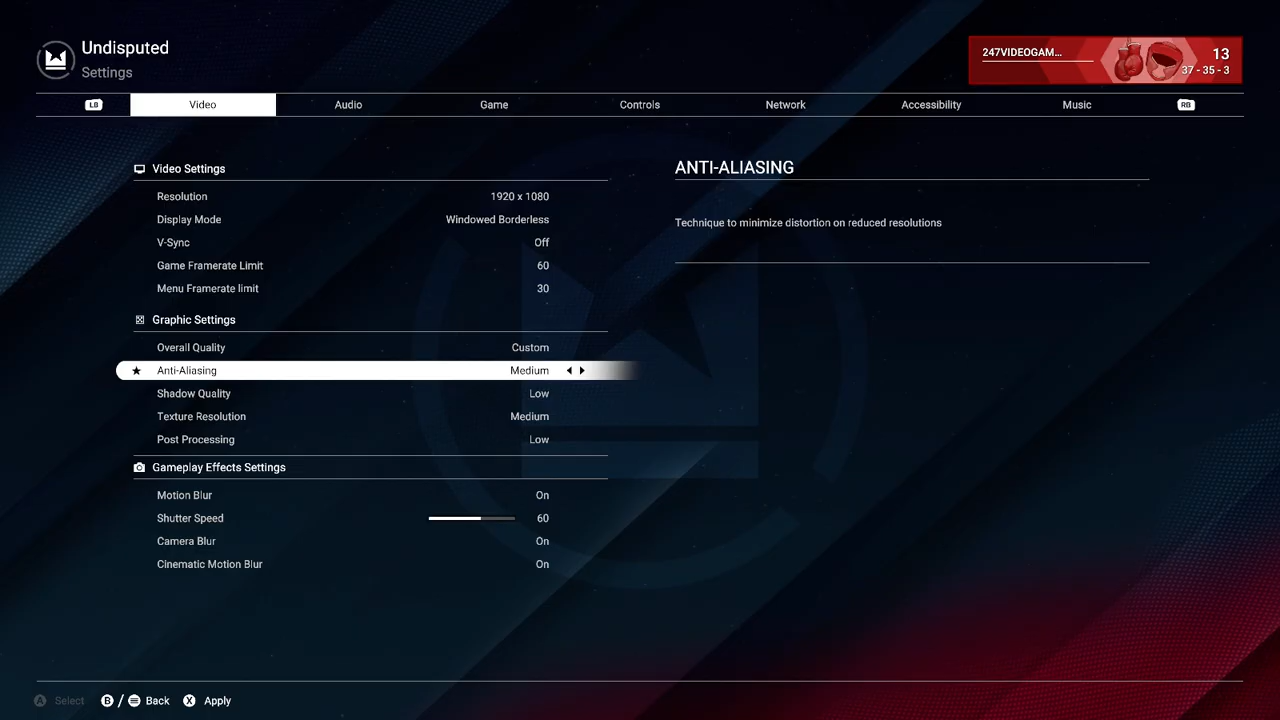 Undisputed
Settings
247VIDEOGAM...
13
37 - 35 - 3
LB Video Audio Game Controls Network Accessibility Music RB
Video Settings
Resolution 1920 x 1080
Display Mode Windowed Borderless
V-Sync Off
Game Framerate Limit 60
Menu Framerate limit 30
Graphic Settings
Overall Quality Custom
Anti-Aliasing Medium
Shadow Quality Low
Texture Resolution Medium
Post Processing Low
Gameplay Effects Settings
Motion Blur On
Shutter Speed 60
Camera Blur On
Cinematic Motion Blur On
ANTI-ALIASING
Technique to minimize distortion on reduced resolutions
A Select B / Back X Apply